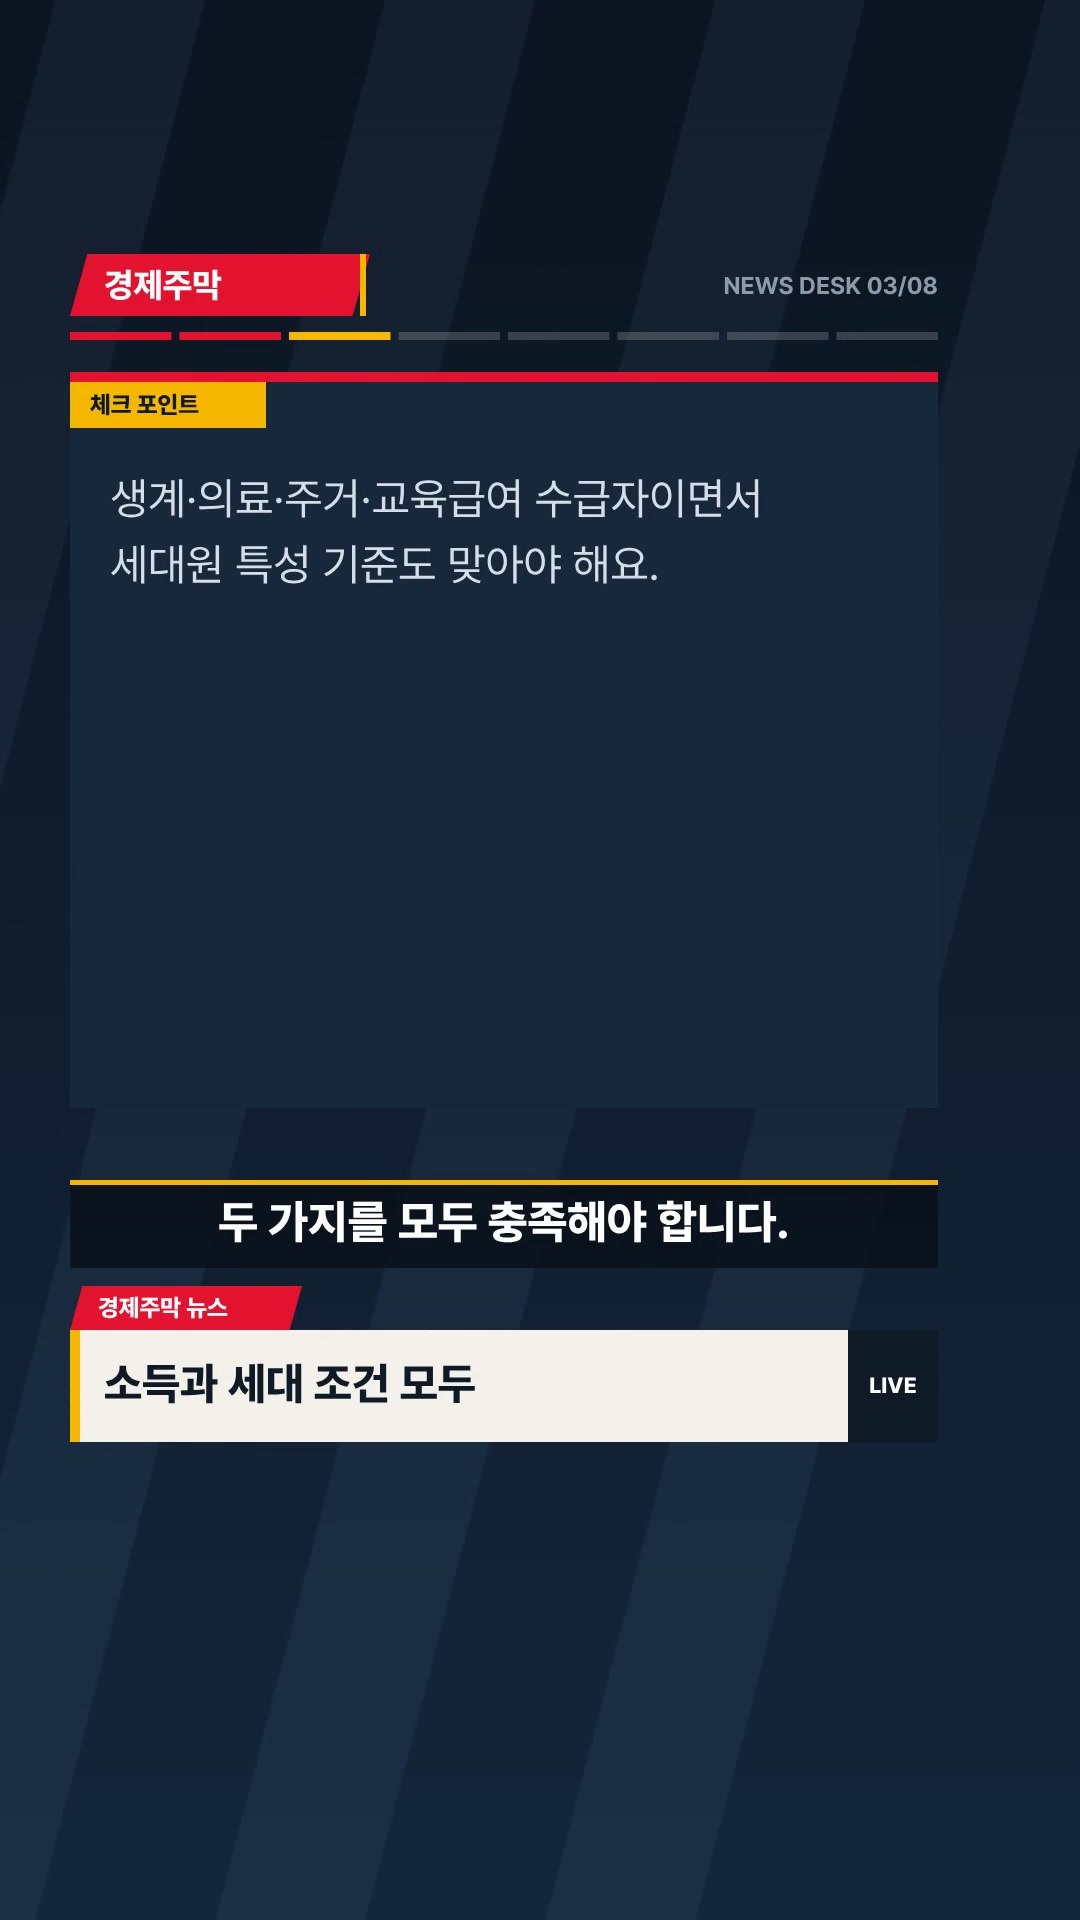 경제주막
NEWS DESK 03/08
체크 포인트
생계·의료·주거·교육급여 수급자이면서
세대원 특성 기준도 맞아야 해요.
두 가지를 모두 충족해야 합니다.
경제주막 뉴스
소득과 세대 조건 모두
LIVE